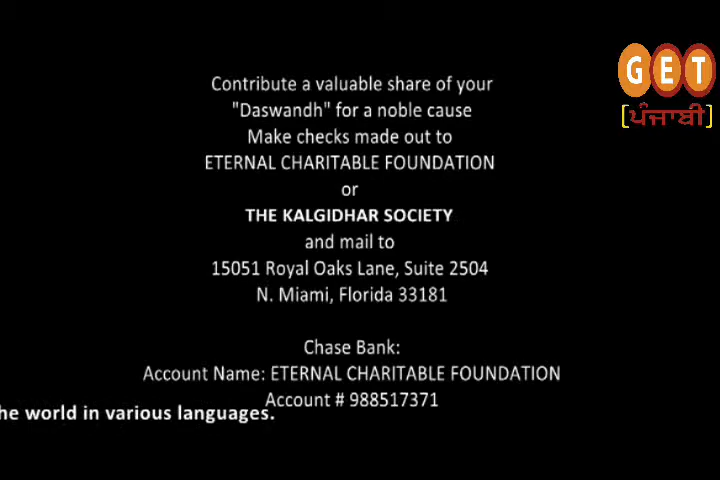 GET
[ਪੰਜਾਬੀ]
Contribute a valuable share of your
"Daswandh" for a noble cause
Make checks made out to
ETERNAL CHARITABLE FOUNDATION
or
THE KALGIDHAR SOCIETY
and mail to
15051 Royal Oaks Lane, Suite 2504
N. Miami, Florida 33181
Chase Bank:
Account Name: ETERNAL CHARITABLE FOUNDATION
Account # 988517371
he world in various languages.